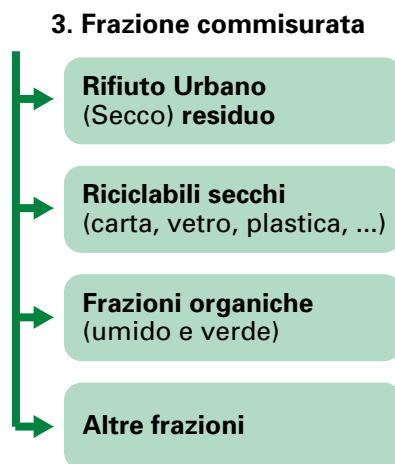 3. Frazione commisurata
Rifiuto Urbano
(Secco) residuo
Riciclabili secchi
(carta, vetro, plastica, ...)
Frazioni organiche
(umido e verde)
Altre frazioni